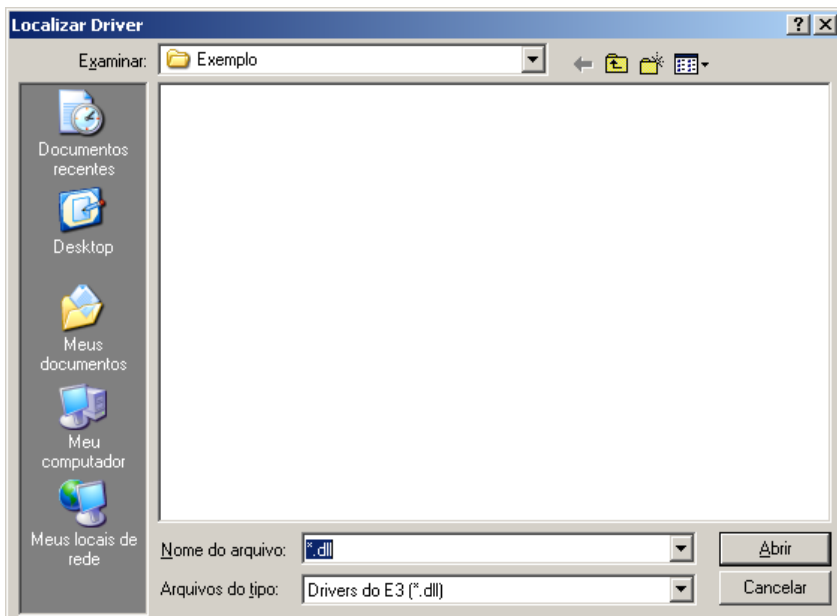 Localizar Driver
Examinar:
Exemplo
Documentos
recentes
Desktop
Meus
documentos
Meu
computador
Meus locais de
rede
Nome do arquivo:
*.dll
Abrir
Arquivos do tipo:
Drivers do E3 (*.dll)
Cancelar